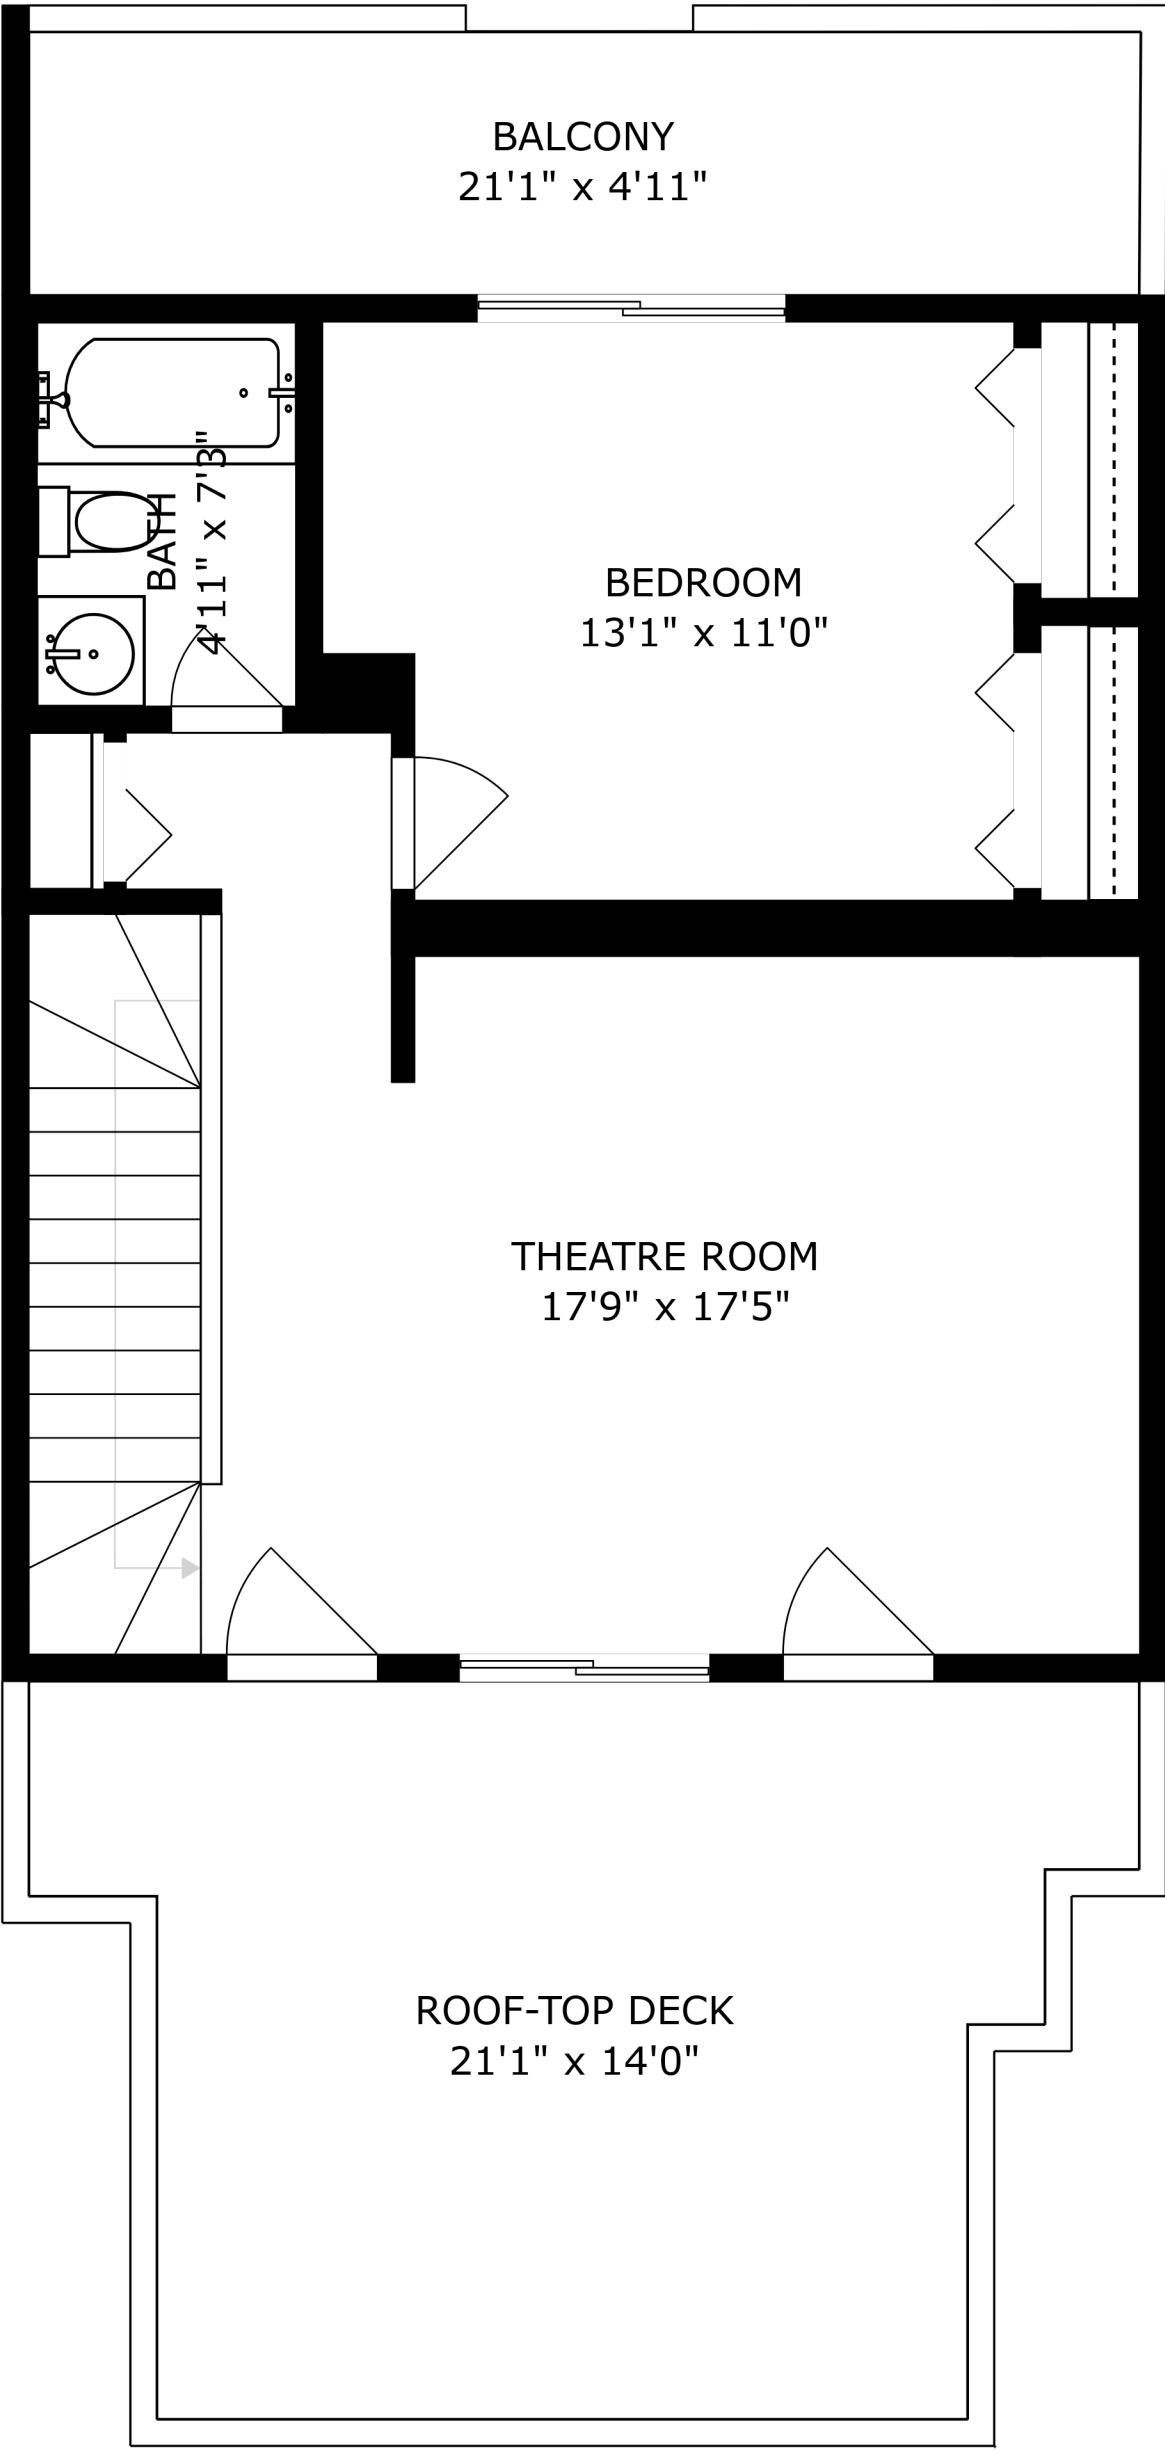 BALCONY
21'1" x 4'11"
BATH
4'11" x 7'3"
BEDROOM
13'1" x 11'0"
THEATRE ROOM
17'9" x 17'5"
ROOF-TOP DECK
21'1" x 14'0"